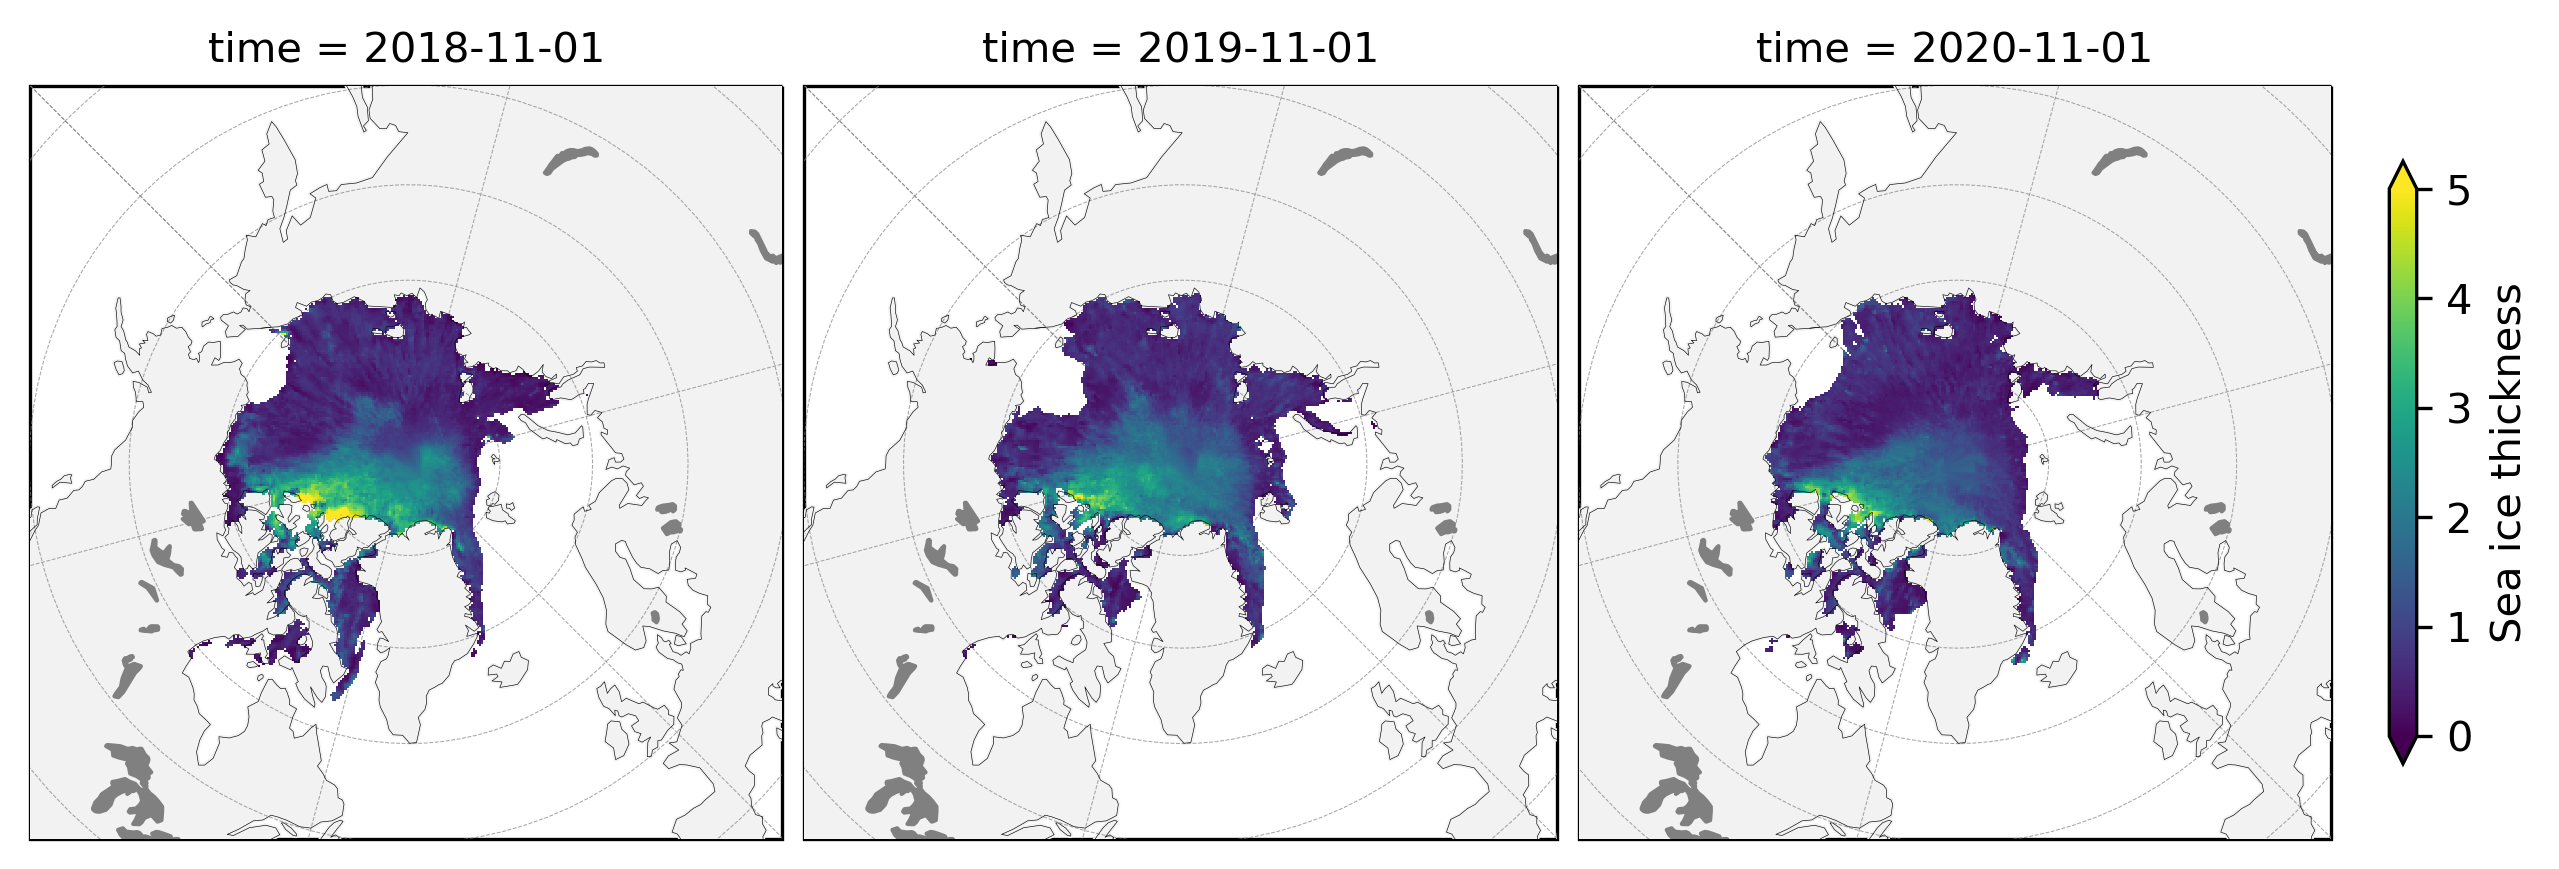 time = 2018-11-01
time = 2019-11-01
time = 2020-11-01
5
4
3
2
1
0
Sea ice thickness